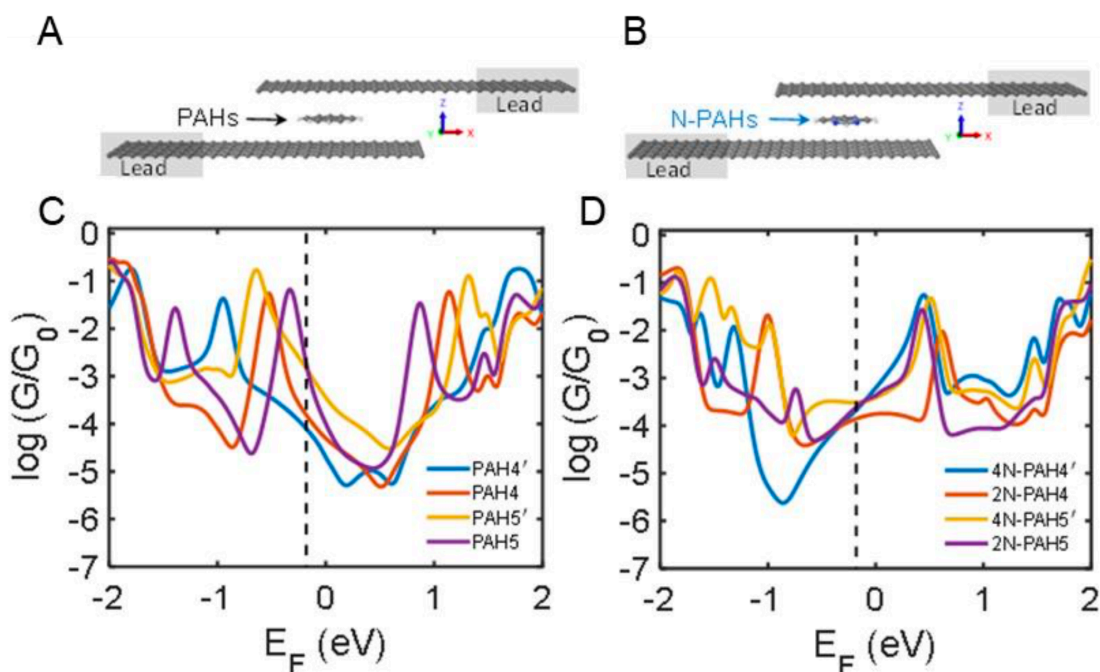 A
B
PAHs
Lead
Lead
Z
Y
X
N-PAHs
Lead
Lead
Z
Y
X
C
D
log (G/G₀)
0
-1
-2
-3
-4
-5
-6
-7
-2
-1
0
1
2
E_F (eV)
PAH4′
PAH4
PAH5′
PAH5
log (G/G₀)
0
-1
-2
-3
-4
-5
-6
-7
-2
-1
0
1
2
E_F (eV)
4N-PAH4′
2N-PAH4
4N-PAH5′
2N-PAH5